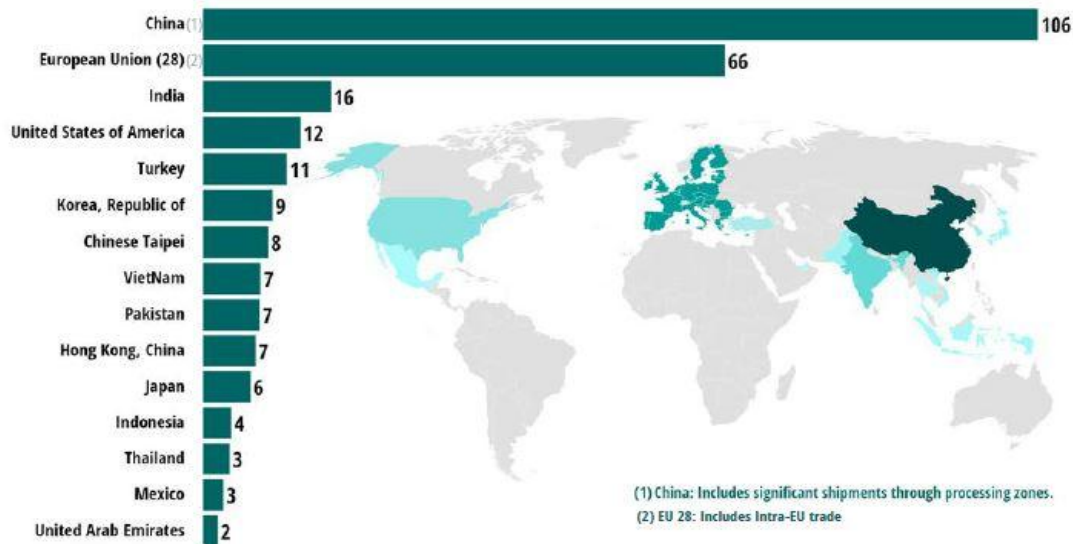 China (1) 106
European Union (28) (2) 66
India 16
United States of America 12
Turkey 11
Korea, Republic of 9
Chinese Taipei 8
VietNam 7
Pakistan 7
Hong Kong, China 7
Japan 6
Indonesia 4
Thailand 3
Mexico 3
United Arab Emirates 2
(1) China: Includes significant shipments through processing zones.
(2) EU 28: Includes Intra-EU trade